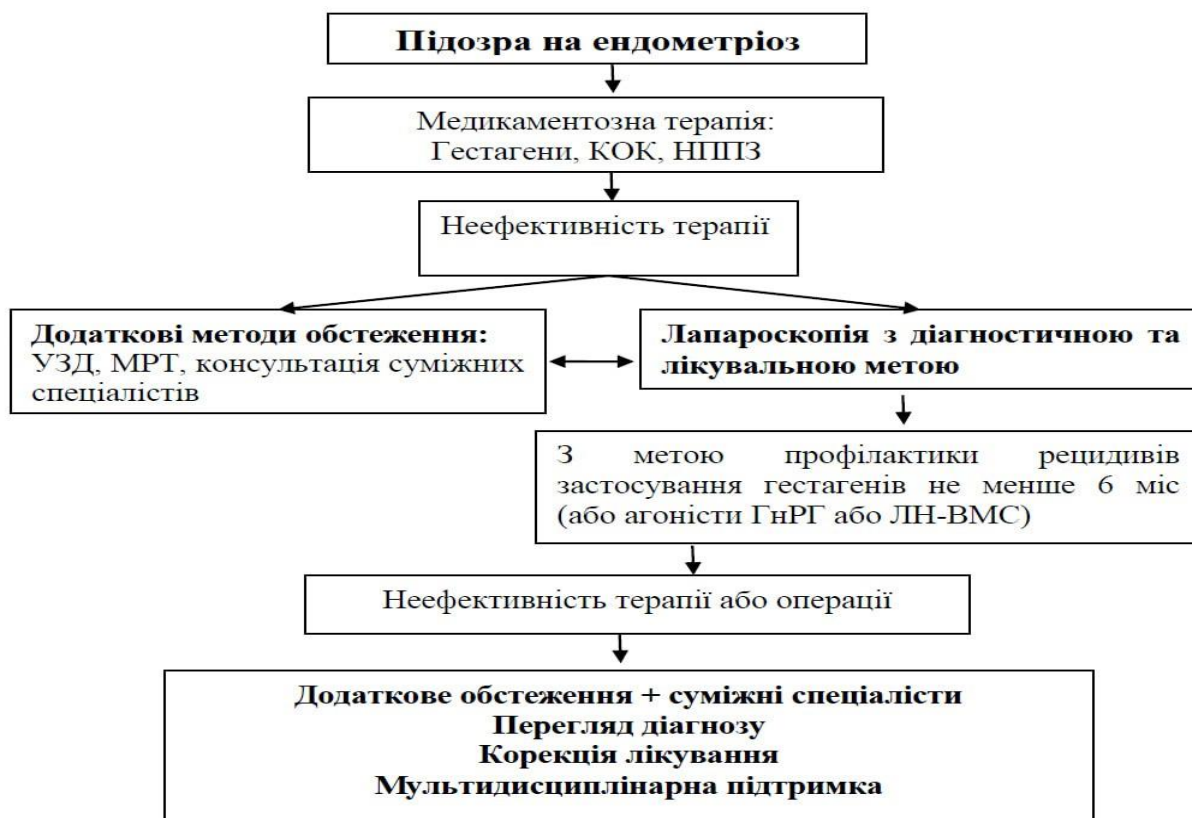 Підозра на ендометріоз
Медикаментозна терапія:
Гестагени, КОК, НППЗ
Неефективність терапії
Додаткові методи обстеження:
УЗД, МРТ, консультація суміжних
спеціалістів
Лапароскопія з діагностичною та
лікувальною метою
З метою профілактики рецидивів
застосування гестагенів не менше 6 міс
(або агоністи ГнРГ або ЛН-ВМС)
Неефективність терапії або операції
Додаткове обстеження + суміжні спеціалісти
Перегляд діагнозу
Корекція лікування
Мультидисциплінарна підтримка